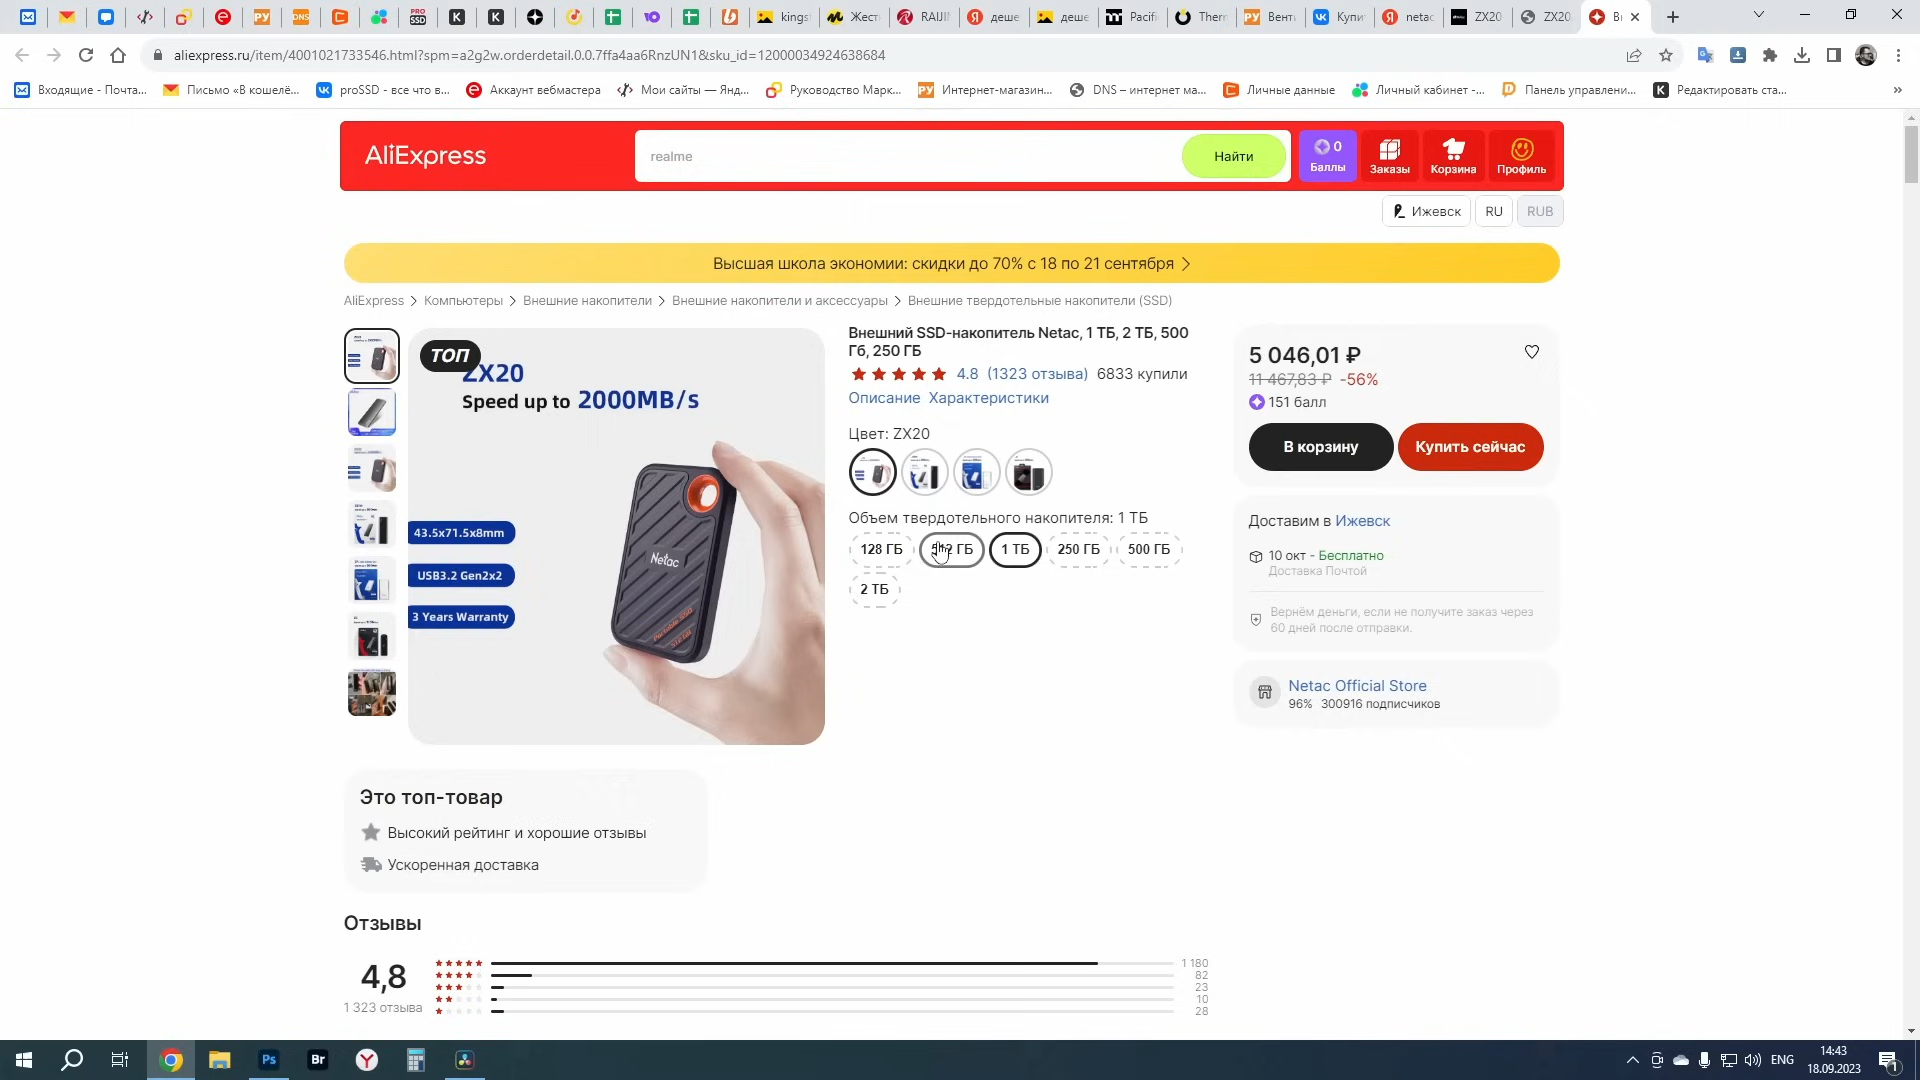 kings
Жест
RAIJI
деше
деше
Pacifi
Therm
Венти
Купи
netac
ZX20
ZX20
aliexpress.ru/item/4001021733546.html?spm=a2g2w.orderdetail.0.0.7ffa4aa6RnzUN1&sku_id=12000034924638684
Входящие - Почта...
Письмо «В кошелё...
proSSD - все что в...
Аккаунт вебмастера
Мои сайты — Янд...
Руководство Марк...
Интернет-магазин...
DNS – интернет ма...
Личные данные
Личный кабинет -...
Панель управлени...
Редактировать ста...
AliExpress
realme
Найти
0
Баллы
Заказы
Корзина
Профиль
Ижевск
RU
RUB
Высшая школа экономии: скидки до 70% с 18 по 21 сентября
AliExpress
Компьютеры
Внешние накопители
Внешние накопители и аксессуары
Внешние твердотельные накопители (SSD)
ТОП
ZX20
Speed up to 2000MB/s
43.5x71.5x8mm
USB3.2 Gen2x2
3 Years Warranty
Netac
Внешний SSD-накопитель Netac, 1 ТБ, 2 ТБ, 500
Гб, 250 ГБ
4.8 (1323 отзыва) 6833 купили
Описание Характеристики
Цвет: ZX20
Объем твердотельного накопителя: 1 ТБ
128 ГБ
ГБ
1 ТБ
250 ГБ
500 ГБ
2 ТБ
5 046,01 ₽
11 467,83 ₽ -56%
151 балл
В корзину
Купить сейчас
Доставим в Ижевск
10 окт - Бесплатно
Доставка Почтой
Вернём деньги, если не получите заказ через
60 дней после отправки.
Netac Official Store
96% 300916 подписчиков
Это топ-товар
Высокий рейтинг и хорошие отзывы
Ускоренная доставка
Отзывы
4,8
1 323 отзыва
1 180
82
23
10
28
Ps
Br
ENG
14:43
18.09.2023